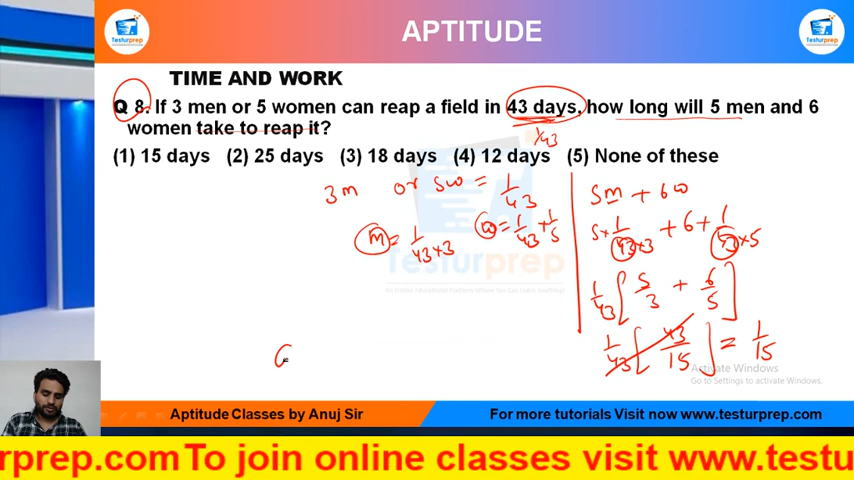 APTITUDE
Testurprep
Testurprep
TIME AND WORK
Q 8. If 3 men or 5 women can reap a field in 43 days, how long will 5 men and 6
women take to reap it?
1/43
(1) 15 days (2) 25 days (3) 18 days (4) 12 days (5) None of these
3m or 5w = 1/43
m = 1/43×3
w = 1/43 + 1/5
5m + 6w
5 × 1/43×3 + 6 + 1/43×5
1/43 [ 5/3 + 6/5 ]
1/43 [ 43/15 ] = 1/15
Testurprep
Activate Windows
Go to Settings to activate Windows.
Aptitude Classes by Anuj Sir
For more tutorials Visit now www.testurprep.com
rprep.com To join online classes visit www.testu